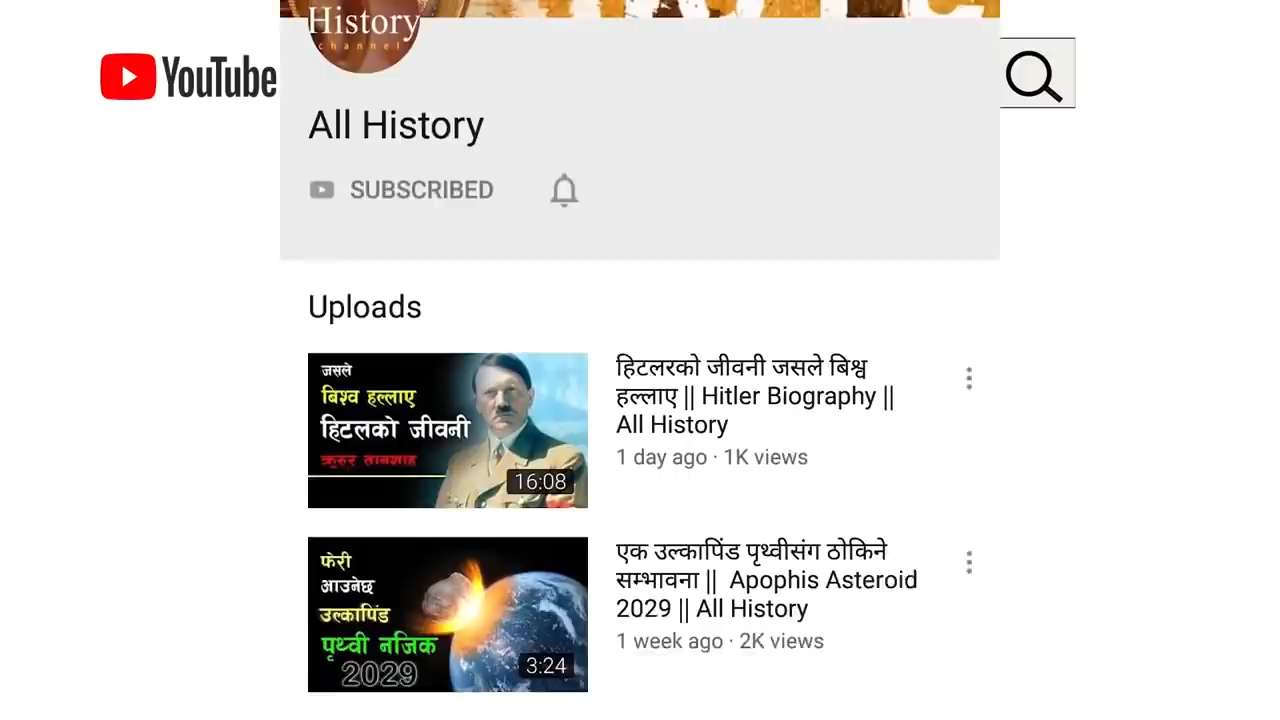 History
channel
YouTube
All History
SUBSCRIBED
Uploads
जसले
बिश्व हल्लाए
हिटलको जीवनी
क्रुर तानाशाह
16:08
हिटलरको जीवनी जसले बिश्व
हल्लाए || Hitler Biography ||
All History
1 day ago · 1K views
फेरी
आउनेछ
उल्कापिंड
पृथ्वी नजिक
2029
3:24
एक उल्कापिंड पृथ्वीसंग ठोकिने
सम्भावना || Apophis Asteroid
2029 || All History
1 week ago · 2K views